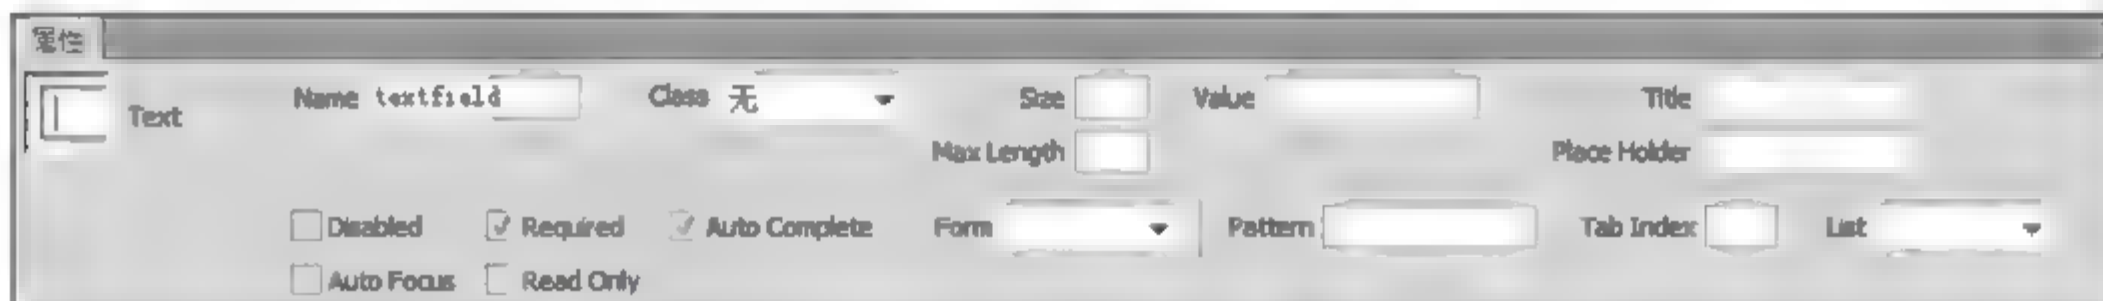 属性
Text
Name textfield Class 无 Size Value Title
Max Length Place Holder
Disabled Required Auto Complete Form Pattern Tab Index List
Auto Focus Read Only